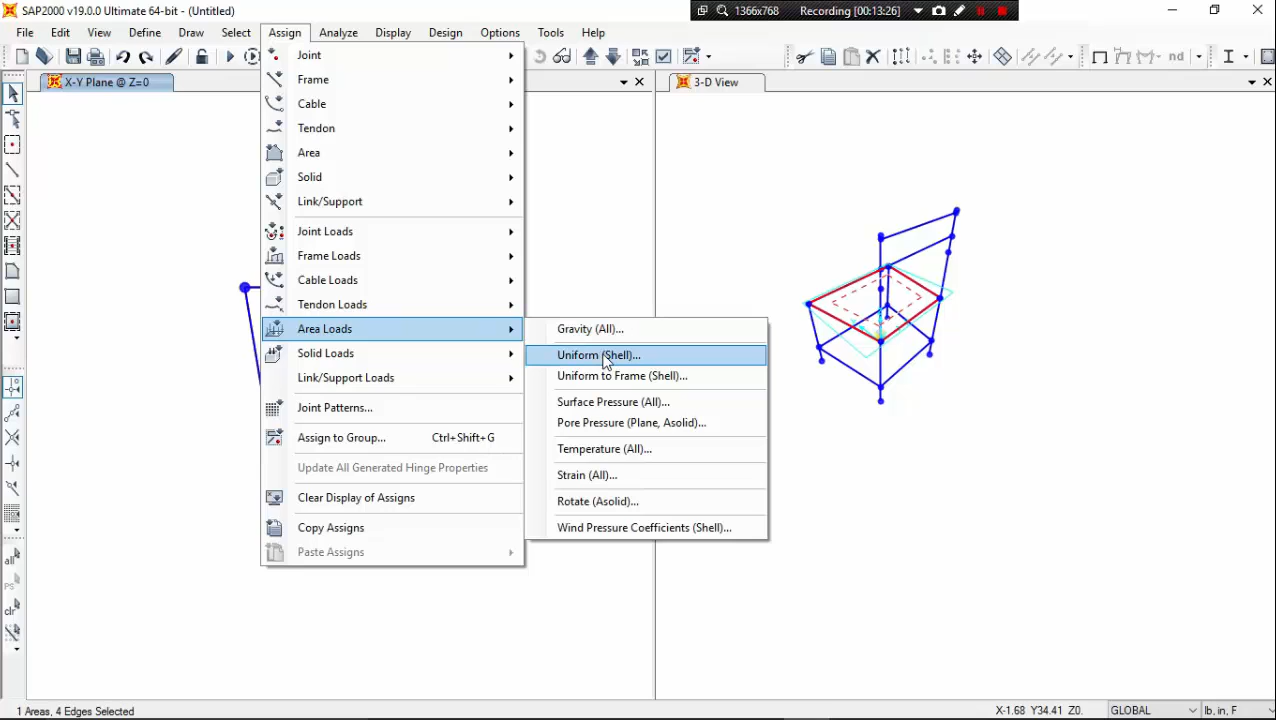 SAP2000 v19.0.0 Ultimate 64-bit - (Untitled)
1366x768
Recording [00:13:26]
File Edit View Define Draw Select Assign Analyze Display Design Options Tools Help
nd
X-Y Plane @ Z=0
3-D View
Joint
Frame
Cable
Tendon
Area
Solid
Link/Support
Joint Loads
Frame Loads
Cable Loads
Tendon Loads
Area Loads
Solid Loads
Link/Support Loads
Joint Patterns...
Assign to Group... Ctrl+Shift+G
Update All Generated Hinge Properties
Clear Display of Assigns
Copy Assigns
Paste Assigns
Gravity (All)...
Uniform (Shell)...
Uniform to Frame (Shell)...
Surface Pressure (All)...
Pore Pressure (Plane, Asolid)...
Temperature (All)...
Strain (All)...
Rotate (Asolid)...
Wind Pressure Coefficients (Shell)...
all
PS
clr
1 Areas, 4 Edges Selected
X-1.68 Y34.41 Z0.
GLOBAL
lb, in, F